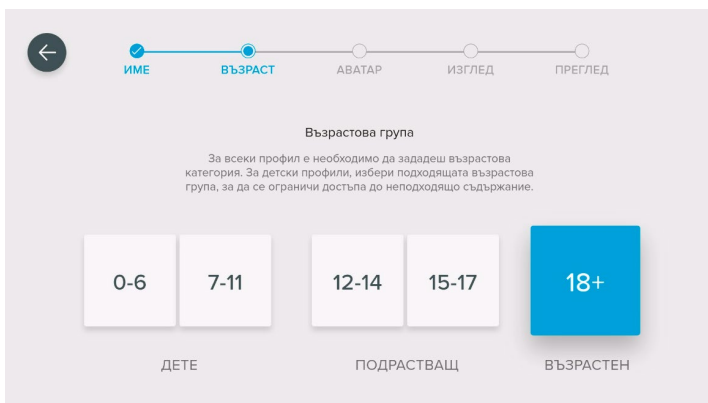 ИМЕ ВЪЗРАСТ АВАТАР ИЗГЛЕД ПРЕГЛЕД
Възрастова група
За всеки профил е необходимо да зададеш възрастова
категория. За детски профили, избери подходящата възрастова
група, за да се ограничи достъпа до неподходящо съдържание.
0-6 7-11 12-14 15-17 18+
ДЕТЕ ПОДРАСТВАЩ ВЪЗРАСТЕН